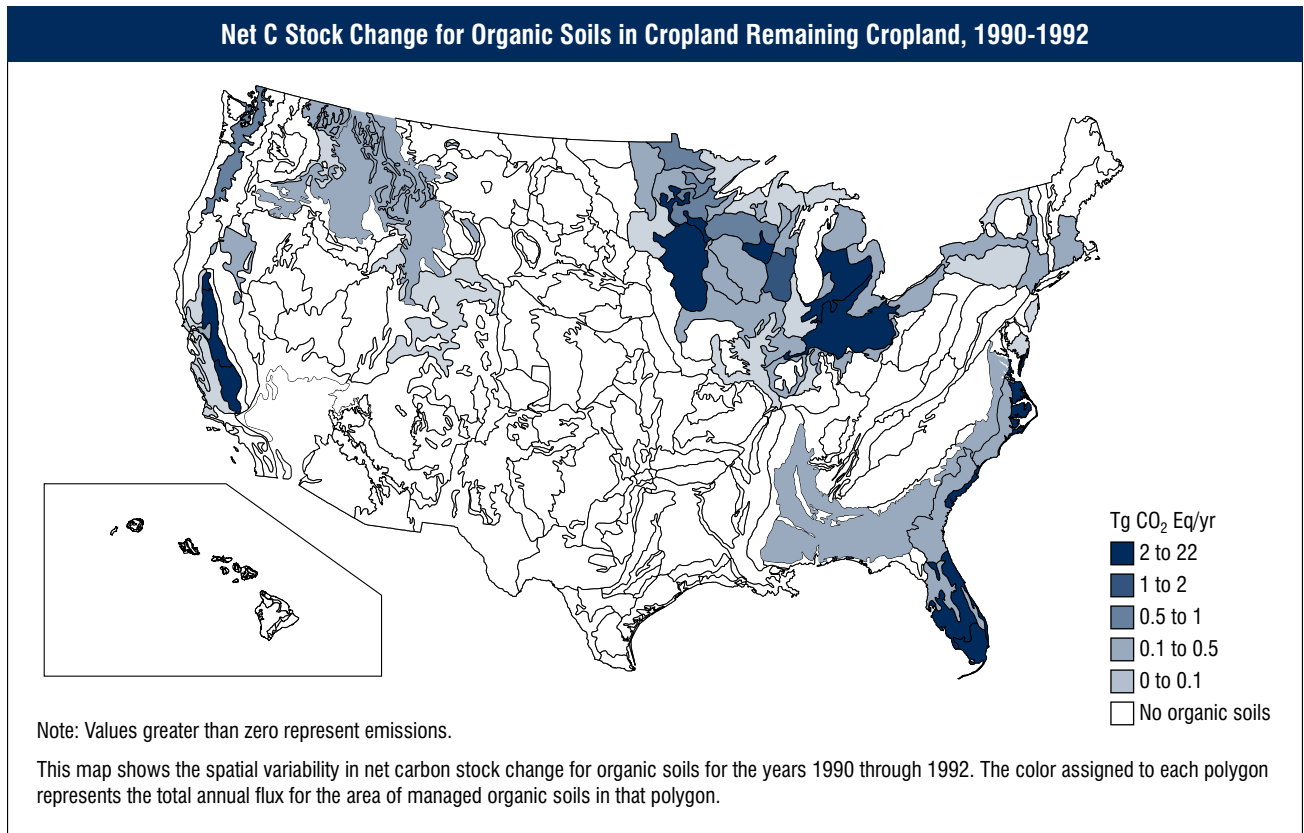 Net C Stock Change for Organic Soils in Cropland Remaining Cropland, 1990-1992
Tg CO₂ Eq/yr
2 to 22
1 to 2
0.5 to 1
0.1 to 0.5
0 to 0.1
No organic soils
Note: Values greater than zero represent emissions.
This map shows the spatial variability in net carbon stock change for organic soils for the years 1990 through 1992. The color assigned to each polygon
represents the total annual flux for the area of managed organic soils in that polygon.